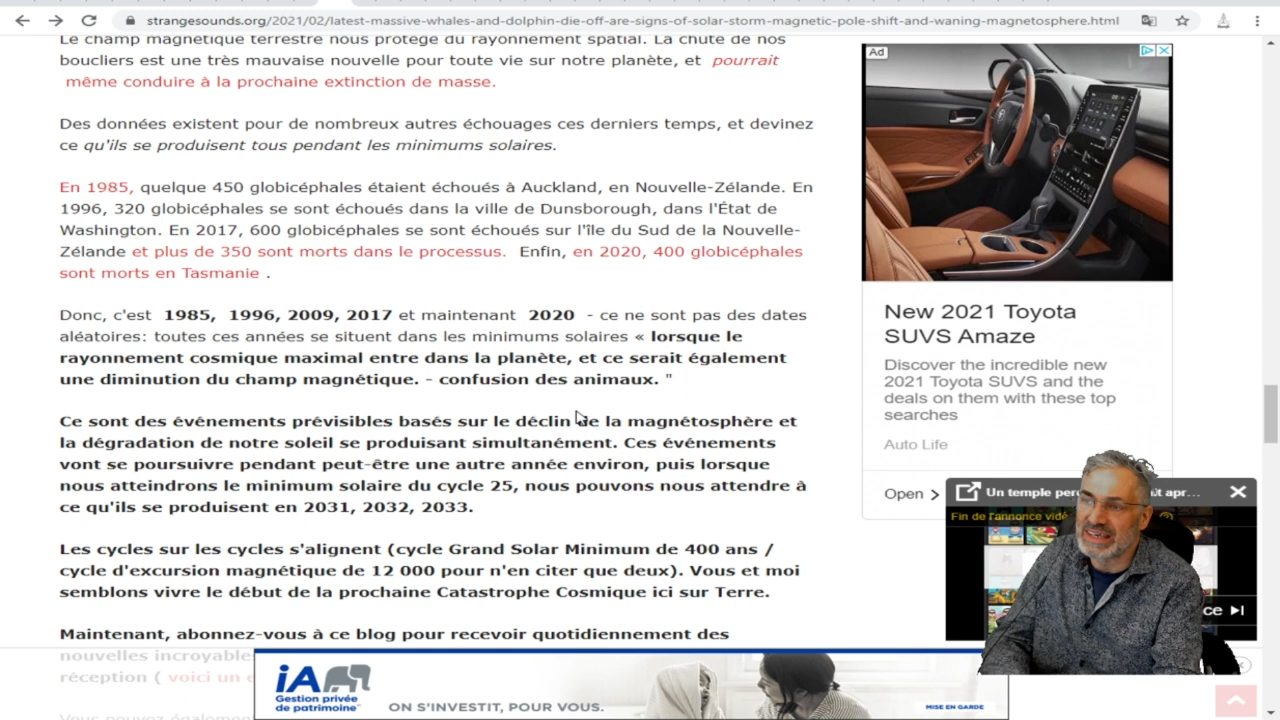 strangesounds.org/2021/02/latest-massive-whales-and-dolphin-die-off-are-signs-of-solar-storm-magnetic-pole-shift-and-waning-magnetosphere.html
Le champ magnétique terrestre nous protège du rayonnement spatial. La chute de nos
boucliers est une très mauvaise nouvelle pour toute vie sur notre planète, et pourrait
même conduire à la prochaine extinction de masse.
Des données existent pour de nombreux autres échouages ces derniers temps, et devinez
ce qu'ils se produisent tous pendant les minimums solaires.
En 1985, quelque 450 globicéphales étaient échoués à Auckland, en Nouvelle-Zélande. En
1996, 320 globicéphales se sont échoués dans la ville de Dunsborough, dans l'État de
Washington. En 2017, 600 globicéphales se sont échoués sur l'île du Sud de la Nouvelle-
Zélande et plus de 350 sont morts dans le processus. Enfin, en 2020, 400 globicéphales
sont morts en Tasmanie .
Donc, c'est 1985, 1996, 2009, 2017 et maintenant 2020 - ce ne sont pas des dates
aléatoires: toutes ces années se situent dans les minimums solaires « lorsque le
rayonnement cosmique maximal entre dans la planète, et ce serait également
une diminution du champ magnétique. - confusion des animaux. "
Ce sont des événements prévisibles basés sur le déclin de la magnétosphère et
la dégradation de notre soleil se produisant simultanément. Ces événements
vont se poursuivre pendant peut-être une autre année environ, puis lorsque
nous atteindrons le minimum solaire du cycle 25, nous pouvons nous attendre à
ce qu'ils se produisent en 2031, 2032, 2033.
Les cycles sur les cycles s'alignent (cycle Grand Solar Minimum de 400 ans /
cycle d'excursion magnétique de 12 000 pour n'en citer que deux). Vous et moi
semblons vivre le début de la prochaine Catastrophe Cosmique ici sur Terre.
Maintenant, abonnez-vous à ce blog pour recevoir quotidiennement des
nouvelles incroyable
réception ( voici un e
Vous pouvez égalemen
Ad
New 2021 Toyota
SUVS Amaze
Discover the incredible new
2021 Toyota SUVS and the
deals on them with these top
searches
Auto Life
Open
Un temple per
t apr...
Fin de l'annonce vidé
ce
iA
Gestion privée
de patrimoine
ON S'INVESTIT, POUR VOUS.
MISE EN GARDE